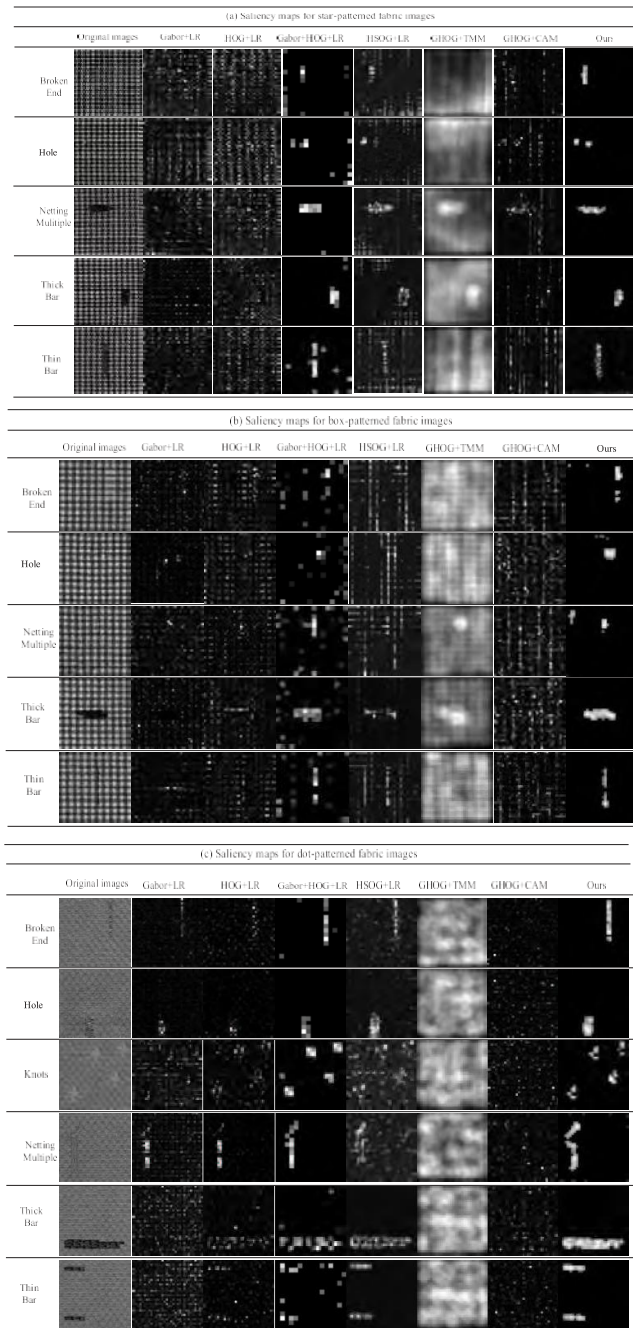 (a) Saliency maps for star-patterned fabric images
Original images Gabor+LR HOG+LR Gabor+HOG+LR HSOG+LR GHOG+TMM GHOG+CAM Ours
Broken
End
Hole
Netting
Mulitiple
Thick
Bar
Thin
Bar
(b) Saliency maps for box-patterned fabric images
Original images Gabor+LR HOG+LR Gabor+HOG+LR HSOG+LR GHOG+TMM GHOG+CAM Ours
Broken
End
Hole
Netting
Multiple
Thick
Bar
Thin
Bar
(c) Saliency maps for dot-patterned fabric images
Original images Gabor+LR HOG+LR Gabor+HOG+LR HSOG+LR GHOG+TMM GHOG+CAM Ours
Broken
End
Hole
Knots
Netting
Multiple
Thick
Bar
Thin
Bar